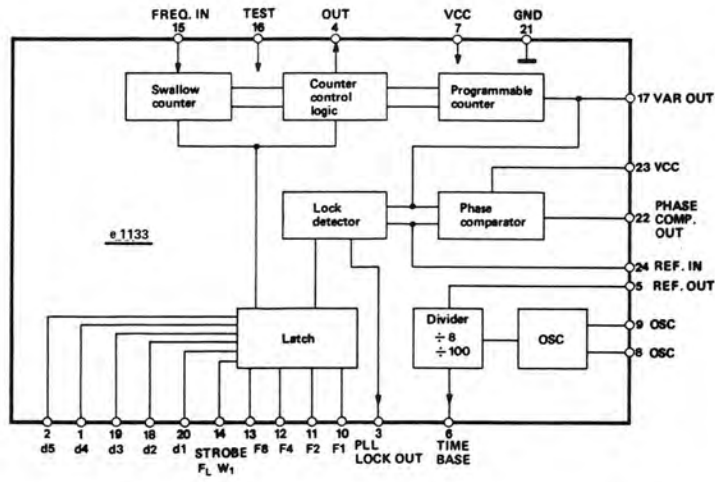 FREQ. IN
15
TEST
16
OUT
4
VCC
7
GND
21
Swallow
counter
Counter
control
logic
Programmable
counter
17 VAR OUT
23 VCC
Lock
detector
Phase
comparator
22 PHASE
COMP.
OUT
e 1133
24 REF. IN
5 REF. OUT
Latch
Divider
÷ 8
÷ 100
OSC
9 OSC
8 OSC
2
d5
1
d4
19
d3
18
d2
20
d1
14
STROBE
FL W1
13
F8
12
F4
11
F2
10
F1
3
PLL
LOCK OUT
6
TIME
BASE